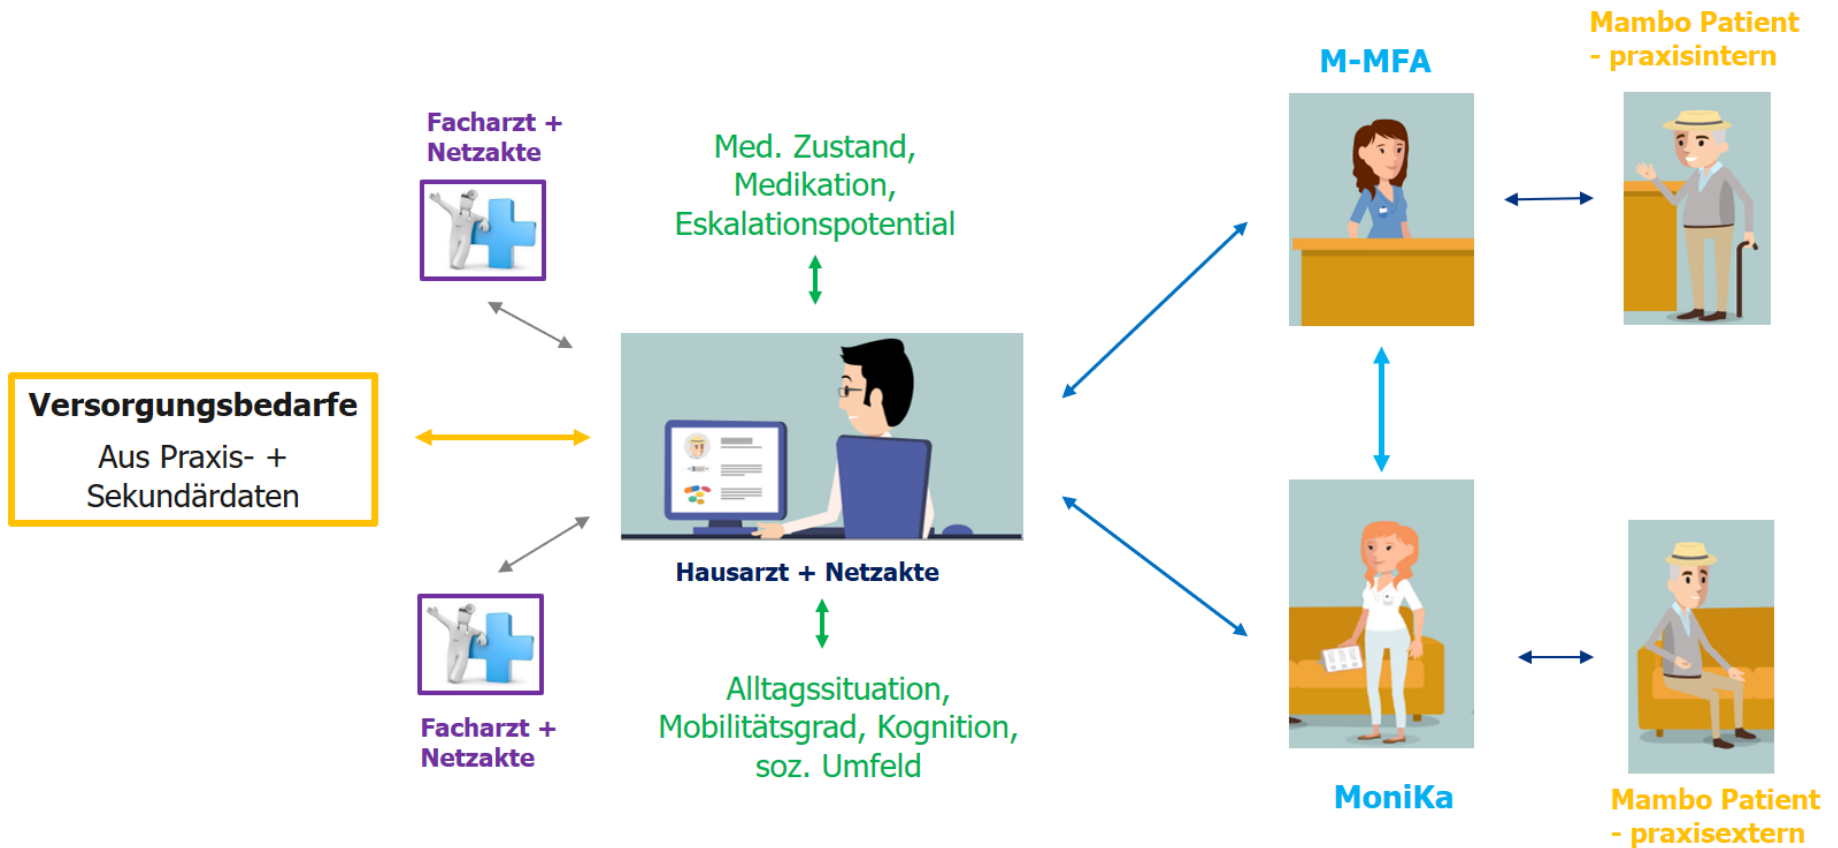 Mambo Patient
- praxisintern
M-MFA
Facharzt +
Netzakte
Med. Zustand,
Medikation,
Eskalationspotential
Versorgungsbedarfe
Aus Praxis- +
Sekundärdaten
Hausarzt + Netzakte
Facharzt +
Netzakte
Alltagssituation,
Mobilitätsgrad, Kognition,
soz. Umfeld
MoniKa
Mambo Patient
- praxisextern